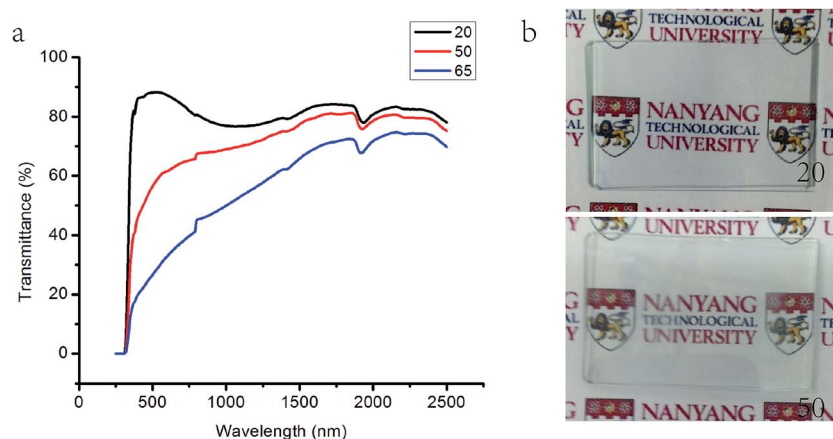 a
20
50
65
100
80
60
40
20
0
Transmittance (%)
0
500
1000
1500
2000
2500
Wavelength (nm)
b
TECHNOLOGICAL
UNIVERSITY
NANYANG
TECHNOLOGICAL
UNIVERSITY
20
UNIVERSITY
NANYANG
TECHNOLOGICAL
UNIVERSITY
NANYANG
50